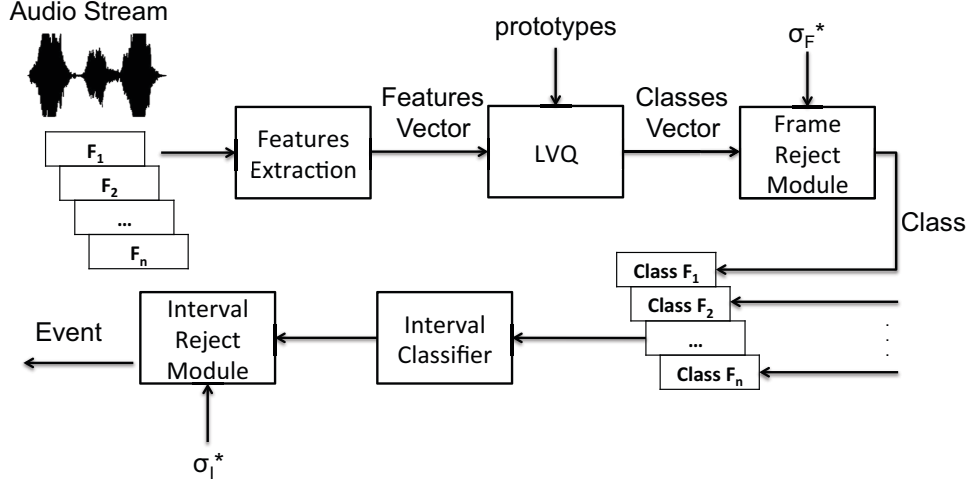 Audio Stream
F1
F2
...
Fn
Features
Extraction
Features
Vector
prototypes
LVQ
Classes
Vector
σF*
Frame
Reject
Module
Class
Class F1
Class F2
...
Class Fn
Interval
Classifier
Interval
Reject
Module
σI*
Event